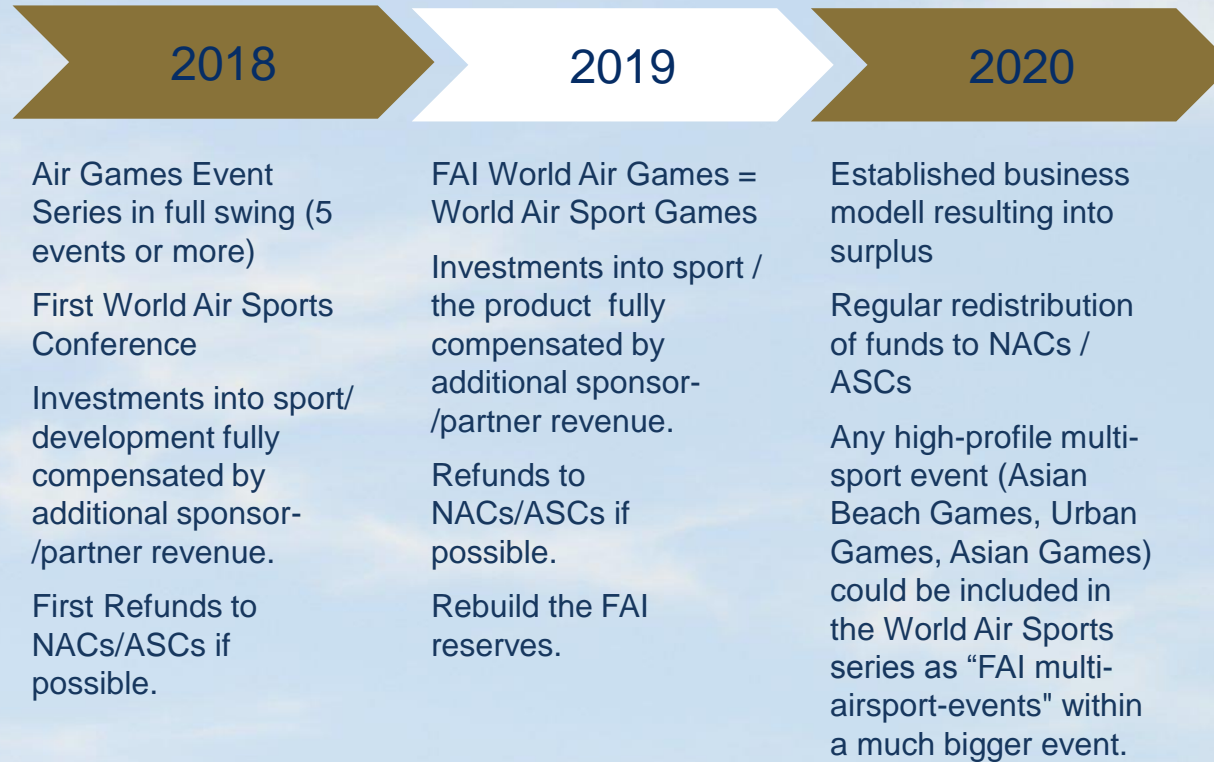 2018
2019
2020
Air Games Event
Series in full swing (5
events or more)
First World Air Sports
Conference
Investments into sport/
development fully
compensated by
additional sponsor-
/partner revenue.
First Refunds to
NACs/ASCs if
possible.
FAI World Air Games =
World Air Sport Games
Investments into sport /
the product fully
compensated by
additional sponsor-
/partner revenue.
Refunds to
NACs/ASCs if
possible.
Rebuild the FAI
reserves.
Established business
modell resulting into
surplus
Regular redistribution
of funds to NACs /
ASCs
Any high-profile multi-
sport event (Asian
Beach Games, Urban
Games, Asian Games)
could be included in
the World Air Sports
series as “FAI multi-
airsport-events" within
a much bigger event.